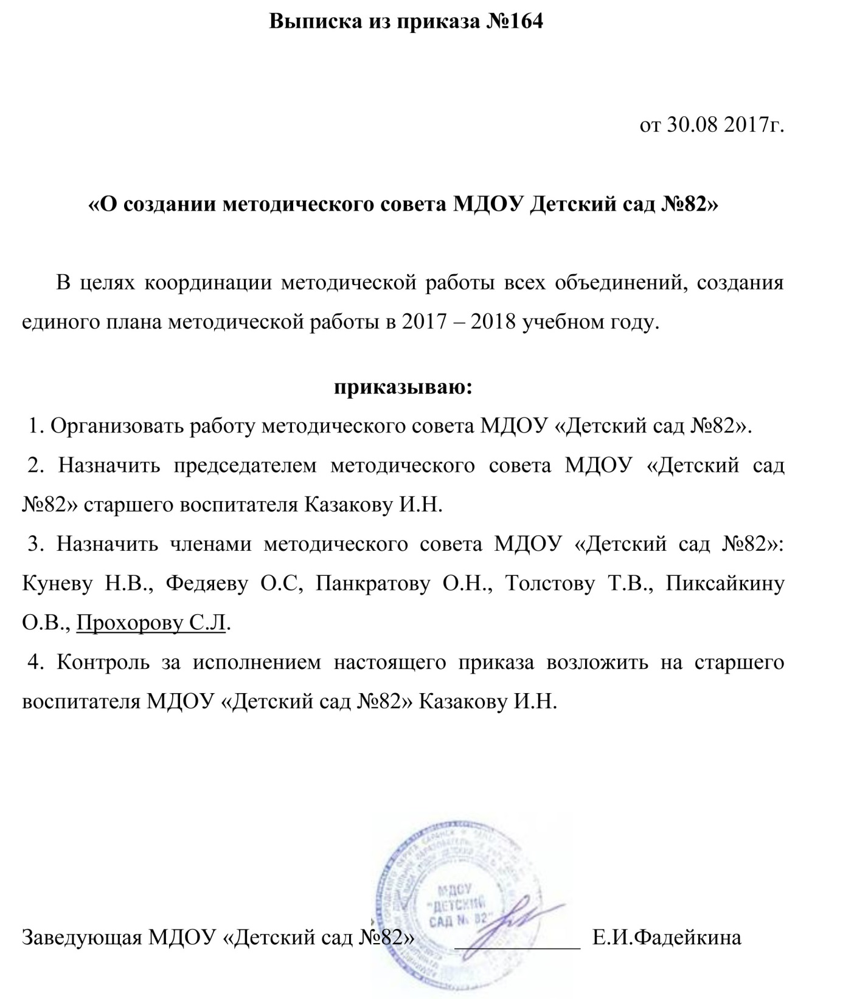 Выписка из приказа №164
от 30.08 2017г.
«О создании методического совета МДОУ Детский сад №82»
В целях координации методической работы всех объединений, создания
единого плана методической работы в 2017 – 2018 учебном году.
приказываю:
1. Организовать работу методического совета МДОУ «Детский сад №82».
2. Назначить председателем методического совета МДОУ «Детский сад
№82» старшего воспитателя Казакову И.Н.
3. Назначить членами методического совета МДОУ «Детский сад №82»:
Куневу Н.В., Федяеву О.С, Панкратову О.Н., Толстову Т.В., Пиксайкину
О.В., Прохорову С.Л.
4. Контроль за исполнением настоящего приказа возложить на старшего
воспитателя МДОУ «Детский сад №82» Казакову И.Н.
ГОРОДСКОГО ОКРУГА САРАНСК
МДОУ
"ДЕТСКИЙ
САД № 82"
Заведующая МДОУ «Детский сад №82» ___________ Е.И.Фадейкина